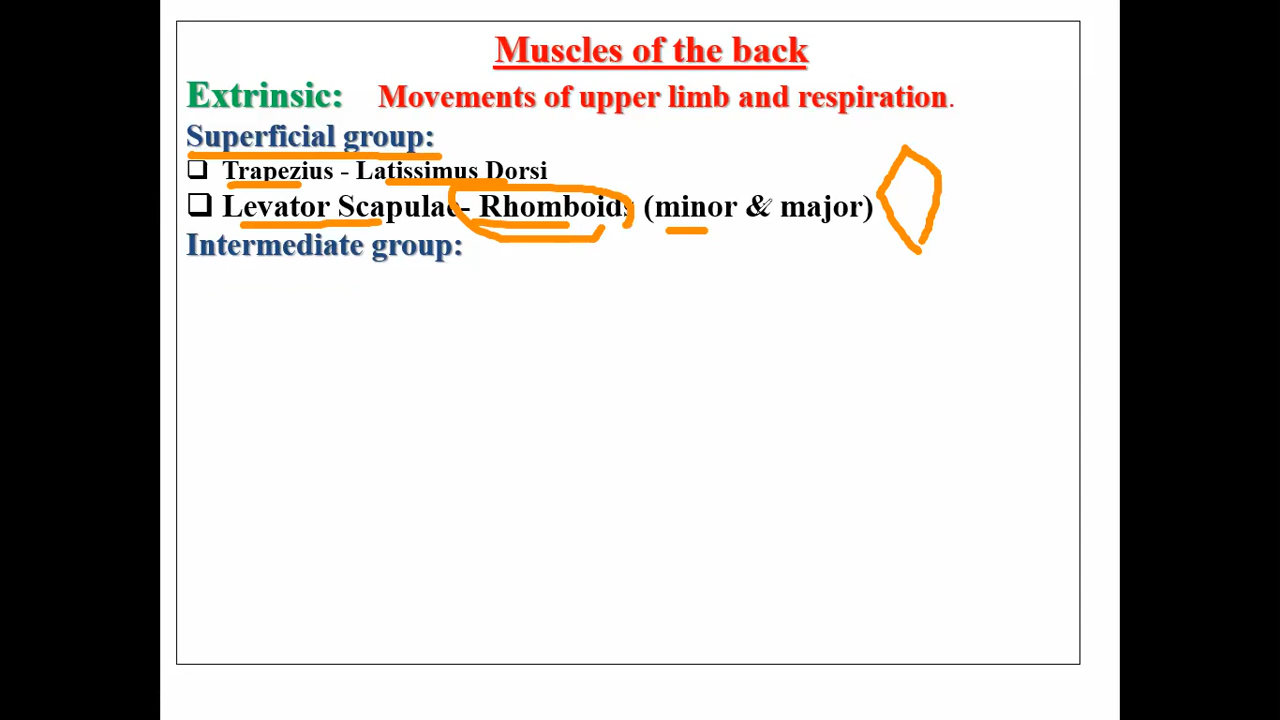 Muscles of the back
Extrinsic: Movements of upper limb and respiration.
Superficial group:
❑ Trapezius - Latissimus Dorsi
❑ Levator Scapulae- Rhomboids (minor & major)
Intermediate group: